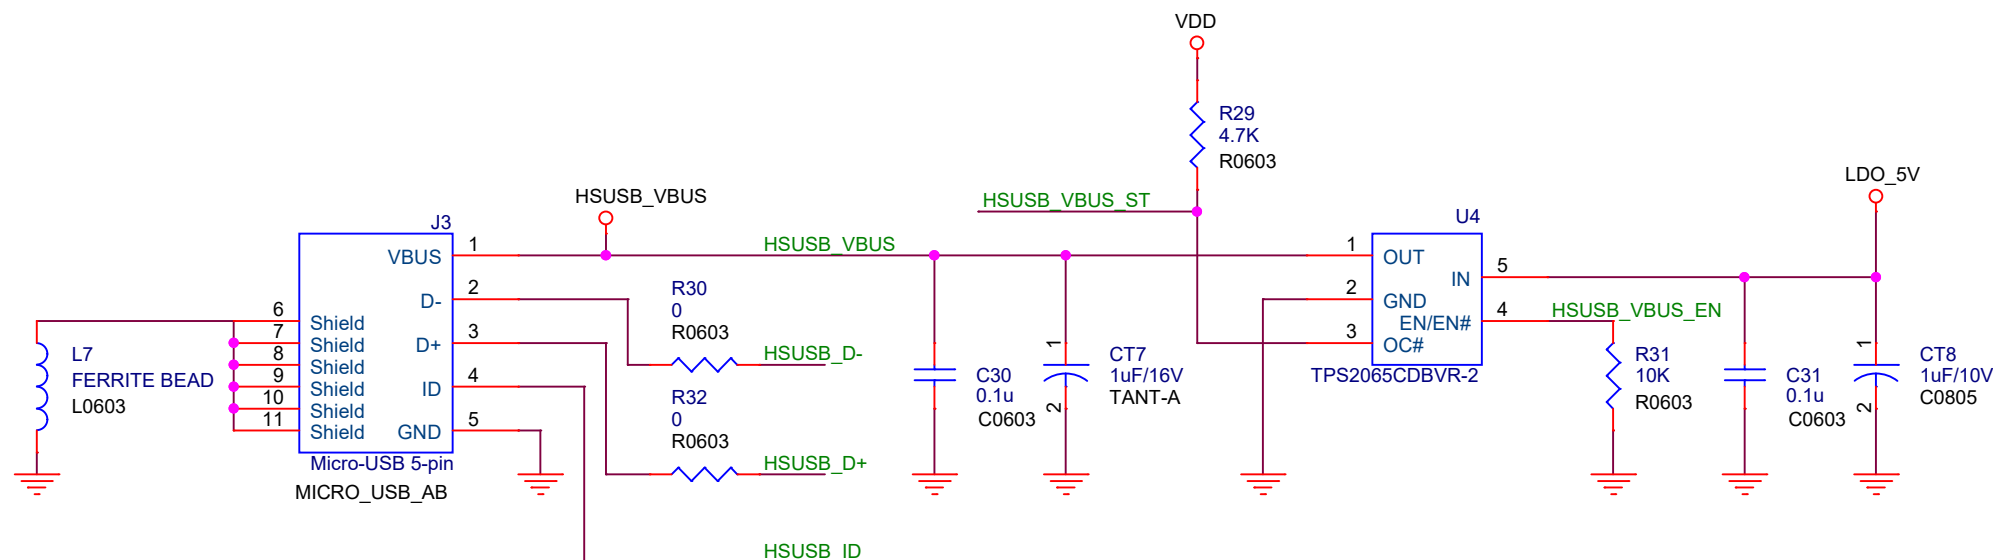 VDD
R29
4.7K
R0603
LDO_5V
HSUSB_VBUS
HSUSB_VBUS_ST
J3
U4
1
HSUSB_VBUS
1
VBUS
OUT
5
IN
2
R30
2
D-
0
GND
4
HSUSB_VBUS_EN
6
Shield
R0603
EN/EN#
7
Shield
3
D+
3
OC#
L7
8
Shield
HSUSB_D-
1
CT7
TPS2065CDBVR-2
R31
1
CT8
FERRITE BEAD
9
Shield
4
ID
C30
1uF/16V
10K
C31
1uF/10V
L0603
10
Shield
R32
0.1u
TANT-A
R0603
0.1u
C0805
11
Shield
5
GND
0
C0603
2
C0603
2
R0603
Micro-USB 5-pin
HSUSB_D+
MICRO_USB_AB
HSUSB_ID